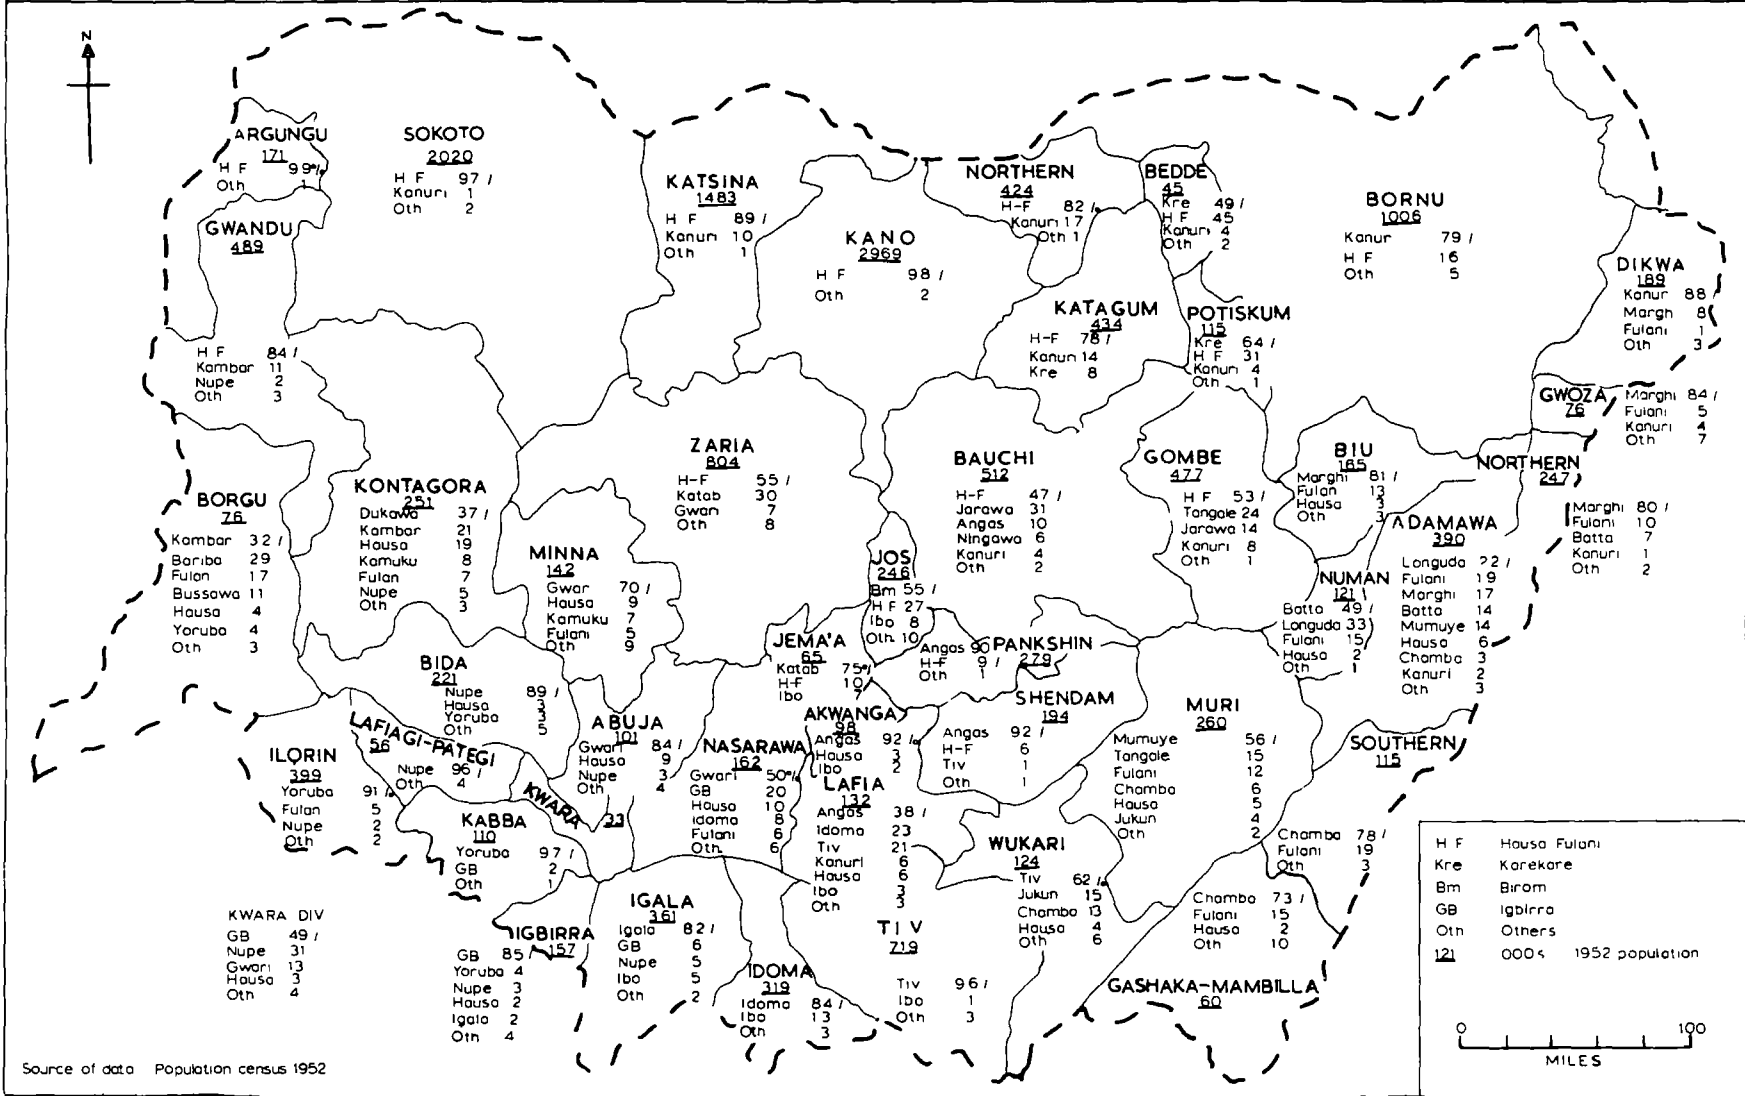 N
ARGUNGU
171
H F 99%
Oth 1
SOKOTO
2020
H F 97 /
Kanuri 1
Oth 2
GWANDU
489
H F 84 /
Kambar 11
Nupe 2
Oth 3
KATSINA
1483
H F 89 /
Kanuri 10
Oth 1
KANO
2969
H F 98 /
Oth 2
NORTHERN
424
H-F 82 /.
Kanuri 17
Oth 1
BEDDE
45
Kre 49 /
H F 45
Kanuri 4
Oth 2
BORNU
1006
Kanur 79 /
H F 16
Oth 5
DIKWA
189
Kanur 88 /
Margh 8
Fulani 1
Oth 3
KATAGUM
434
H-F 78 /
Kanuri 14
Kre 8
POTISKUM
115
Kre 64 /
H F 31
Kanuri 4
Oth 1
GWOZA
76
Marghi 84 /
Fulani 5
Kanuri 4
Oth 7
ZARIA
804
H-F 55 /
Katab 30
Gwari 7
Oth 8
BAUCHI
512
H-F 47 /
Jarawa 31
Angas 10
Ningawa 6
Kanuri 4
Oth 2
GOMBE
477
H F 53 /
Tangale 24
Jarawa 14
Kanuri 8
Oth 1
BIU
165
Marghi 81 /
Fulan 13
Hausa 3
Oth 3
NORTHERN
247
Marghi 80 /
Fulani 10
Batta 7
Kanuri 1
Oth 2
BORGU
76
Kambar 32 /
Bariba 29
Fulan 17
Bussawa 11
Hausa 4
Yoruba 4
Oth 3
KONTAGORA
251
Dukawa 37 /
Kambar 21
Hausa 19
Kamuku 8
Fulan 7
Nupe 5
Oth 3
MINNA
142
Gwar 70 /
Hausa 9
Kamuku 7
Fulani 5
Oth 9
JOS
246
Bm 55 /
H F 27
Ibo 8
Oth 10
ADAMAWA
390
Longuda 22 /
Fulani 19
Marghi 17
Batta 14
Mumuye 14
Hausa 6
Chamba 3
Kanuri 2
Oth 3
NUMAN
121
Batta 49 /
Longuda 33
Fulani 15
Hausa 2
Oth 1
BIDA
221
Nupe 89 /
Hausa 3
Yoruba 3
Oth 5
JEMA'A
65
Katab 75%
H-F 10
Ibo 7
PANKSHIN
279
Angas 90
H-F 9 /
Oth 1
SHENDAM
194
Angas 92 /
H-F 6
Tiv 1
Oth 1
MURI
260
Mumuye 56 /
Tangale 15
Fulani 12
Chamba 6
Hausa 5
Jukun 4
Oth 2
LAFIAGI-PATEGI
56
Nupe 96 /
Oth 4
ILORIN
399
Yoruba 91 /.
Fulan 5
Nupe 2
Oth 2
ABUJA
101
Gwari 84 /
Hausa 9
Nupe 3
Oth 4
NASARAWA
162
Gwari 50%
GB 20
Hausa 10
Idoma 8
Fulani 6
Oth 6
AKWANGA
98
Angas 92 /.
Hausa 3
Ibo 2
LAFIA
132
Angas 38 /
Idoma 23
Tiv 21
Kanuri 6
Hausa 6
Ibo 3
Oth 3
SOUTHERN
115
Chamba 78 /
Fulani 19
Oth 3
KWARA
33
KABBA
110
Yoruba 97 /
GB 2
Oth 1
WUKARI
124
Tiv 62 /.
Jukun 15
Chamba 13
Hausa 4
Oth 6
Chamba 73 /
Fulani 15
Hausa 2
Oth 10
GASHAKA-MAMBILLA
60
KWARA DIV
GB 49 /
Nupe 31
Gwari 13
Hausa 3
Oth 4
IGBIRRA
157
GB 85 /
Yoruba 4
Nupe 3
Hausa 2
Igala 2
Oth 4
IGALA
361
Igala 82 /
GB 6
Nupe 5
Ibo 5
Oth 2
IDOMA
319
Idoma 84 /
Ibo 13
Oth 3
TIV
719
Tiv 96 /
Ibo 1
Oth 3
H F Hausa Fulani
Kre Karekare
Bm Birom
GB Igbirra
Oth Others
121 000s 1952 population
0 100
MILES
Source of data Population census 1952